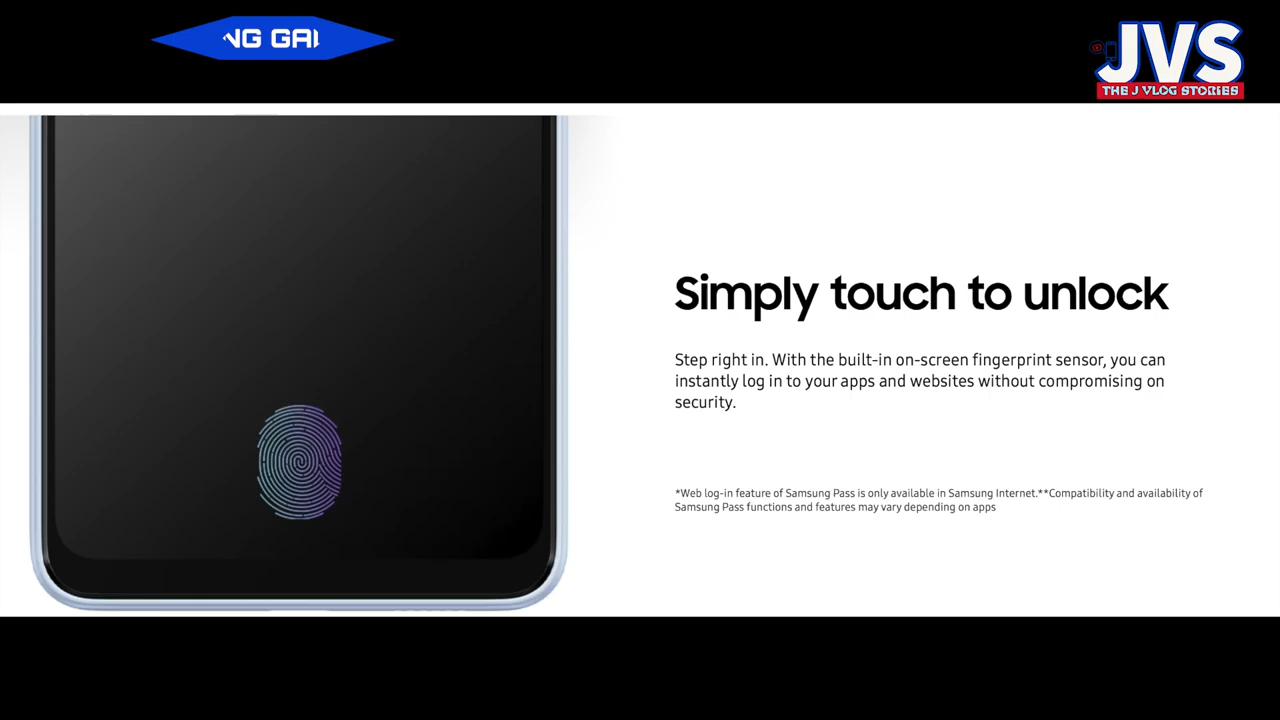 JVS
THE J VLOG STORIES
Simply touch to unlock
Step right in. With the built-in on-screen fingerprint sensor, you can
instantly log in to your apps and websites without compromising on
security.
*Web log-in feature of Samsung Pass is only available in Samsung Internet.**Compatibility and availability of
Samsung Pass functions and features may vary depending on apps